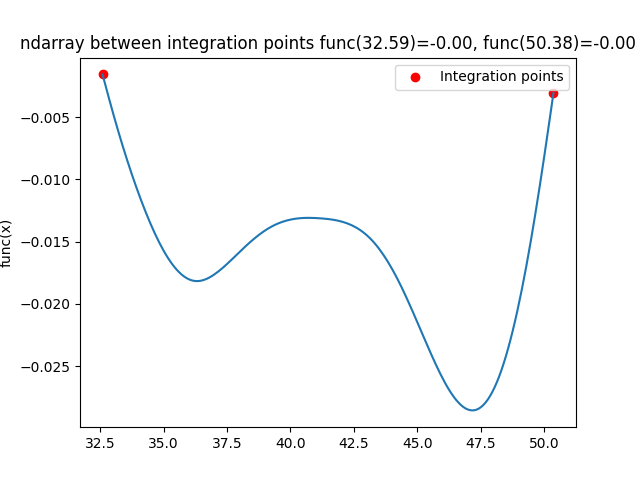 ndarray between integration points func(32.59)=-0.00, func(50.38)=-0.00
Integration points
func(x)
−0.005
−0.010
−0.015
−0.020
−0.025
32.5 35.0 37.5 40.0 42.5 45.0 47.5 50.0